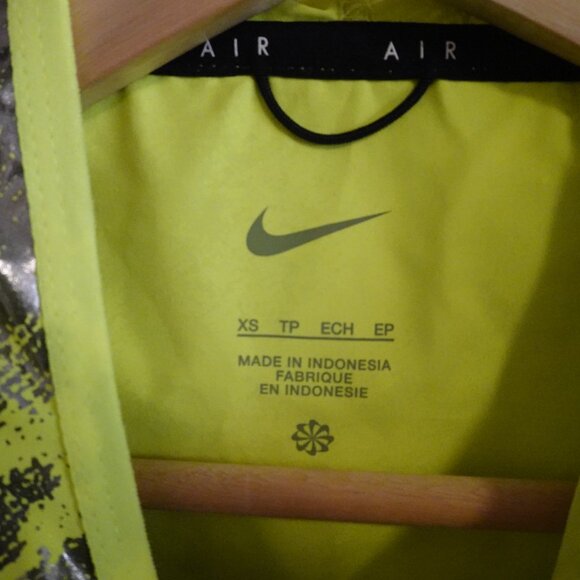 AIR AIR
XS TP ECH EP
MADE IN INDONESIA
FABRIQUE
EN INDONESIE